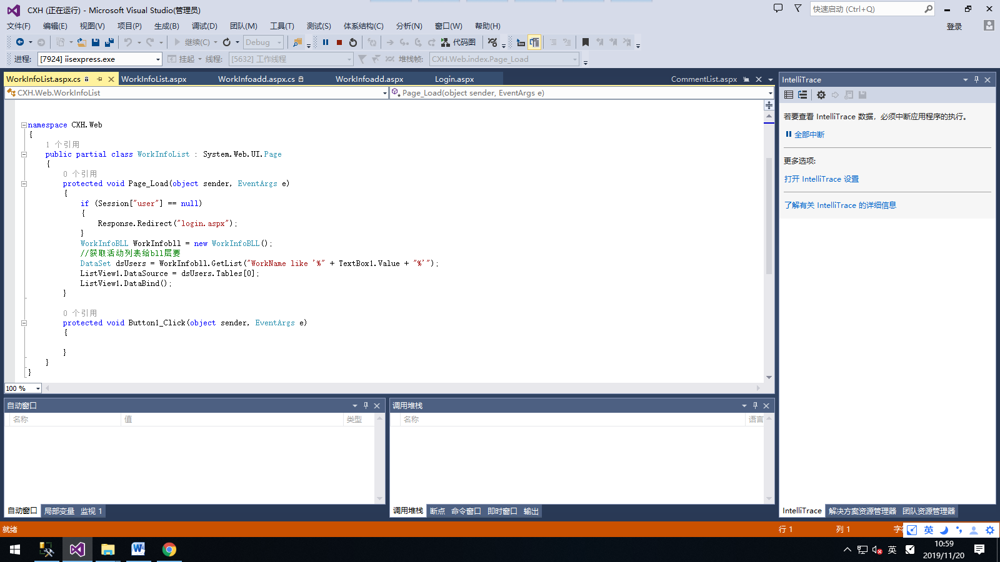 CXH (正在运行) - Microsoft Visual Studio(管理员)
快速启动 (Ctrl+Q)
文件(F) 编辑(E) 视图(V) 项目(P) 生成(B) 调试(D) 团队(M) 工具(T) 测试(S) 体系结构(C) 分析(N) 窗口(W) 帮助(H) 登录
继续(C) Debug 代码图
进程: [7924] iisexpress.exe 挂起 线程: [5632] 工作线程 堆栈帧: CXH.Web.index.Page_Load
WorkInfoList.aspx.cs WorkInfoList.aspx WorkInfoadd.aspx.cs WorkInfoadd.aspx Login.aspx CommentList.aspx
CXH.Web.WorkInfoList Page_Load(object sender, EventArgs e)
namespace CXH.Web
{
1 个引用
public partial class WorkInfoList : System.Web.UI.Page
{
0 个引用
protected void Page_Load(object sender, EventArgs e)
{
if (Session["user"] == null)
{
Response.Redirect("login.aspx");
}
WorkInfoBLL WorkInfobll = new WorkInfoBLL();
//获取活动列表给bll层要
DataSet dsUsers = WorkInfobll.GetList("WorkName like '%" + TextBox1.Value + "%'");
ListView1.DataSource = dsUsers.Tables[0];
ListView1.DataBind();
}
0 个引用
protected void Button1_Click(object sender, EventArgs e)
{
}
}
}
100 %
IntelliTrace
若要查看 IntelliTrace 数据，必须中断应用程序的执行。
全部中断
更多选项:
打开 IntelliTrace 设置
了解有关 IntelliTrace 的详细信息
自动窗口
名称 值 类型
调用堆栈
名称 语言
自动窗口 局部变量 监视 1
调用堆栈 断点 命令窗口 即时窗口 输出
IntelliTrace 解决方案资源管理器 团队资源管理器
就绪 行 1 列 1
英
英
10:59
2019/11/20